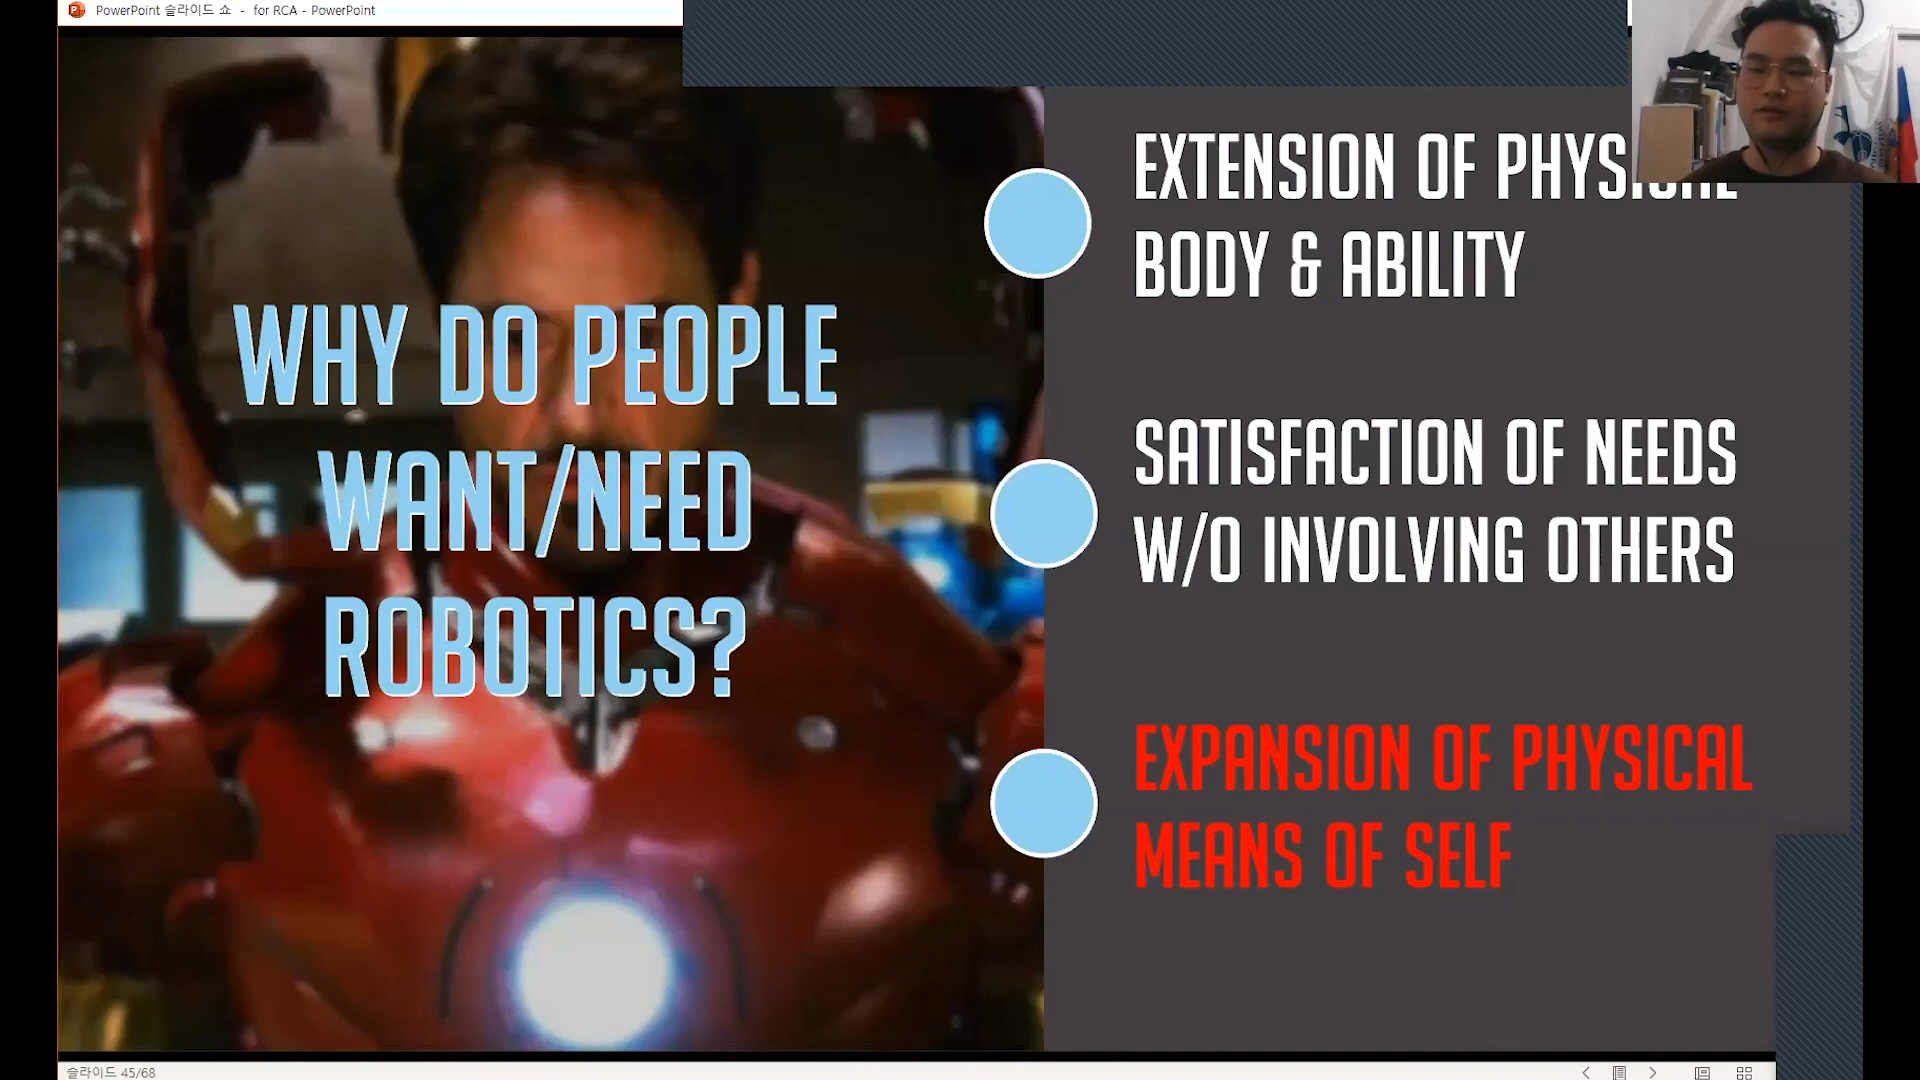 PowerPoint 슬라이드 쇼 - for RCA - PowerPoint
WHY DO PEOPLE
WANT/NEED
ROBOTICS?
EXTENSION OF PHYSICAL
BODY & ABILITY
SATISFACTION OF NEEDS
W/O INVOLVING OTHERS
EXPANSION OF PHYSICAL
MEANS OF SELF
슬라이드 45/68